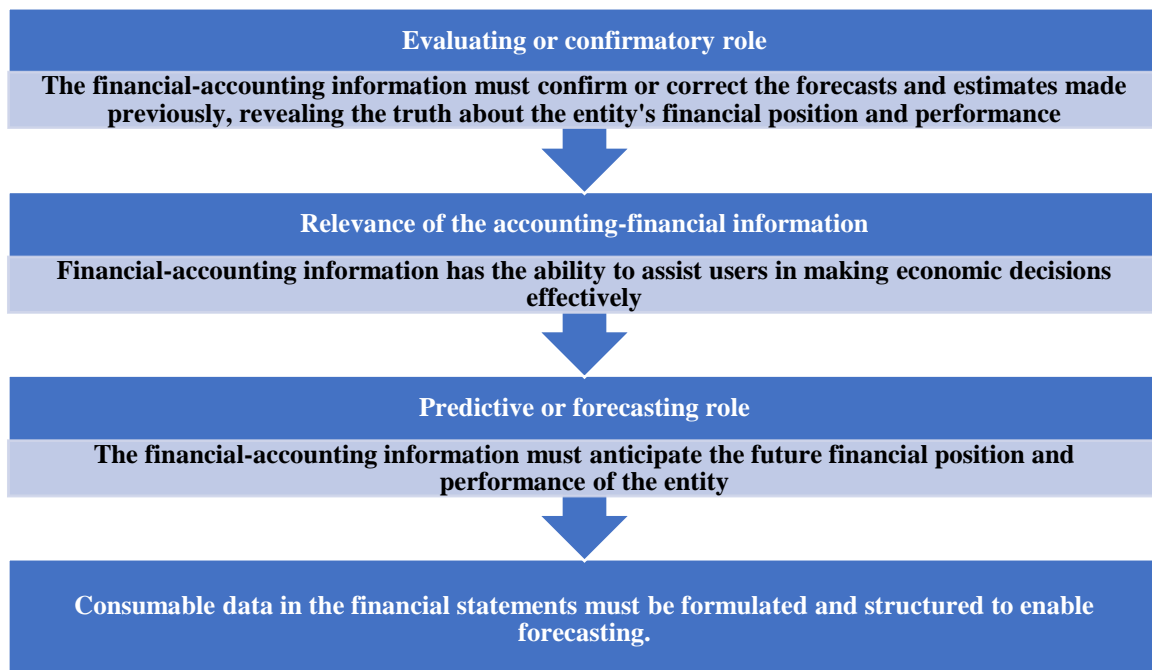 Evaluating or confirmatory role
The financial-accounting information must confirm or correct the forecasts and estimates made
previously, revealing the truth about the entity's financial position and performance
Relevance of the accounting-financial information
Financial-accounting information has the ability to assist users in making economic decisions
effectively
Predictive or forecasting role
The financial-accounting information must anticipate the future financial position and
performance of the entity
Consumable data in the financial statements must be formulated and structured to enable
forecasting.